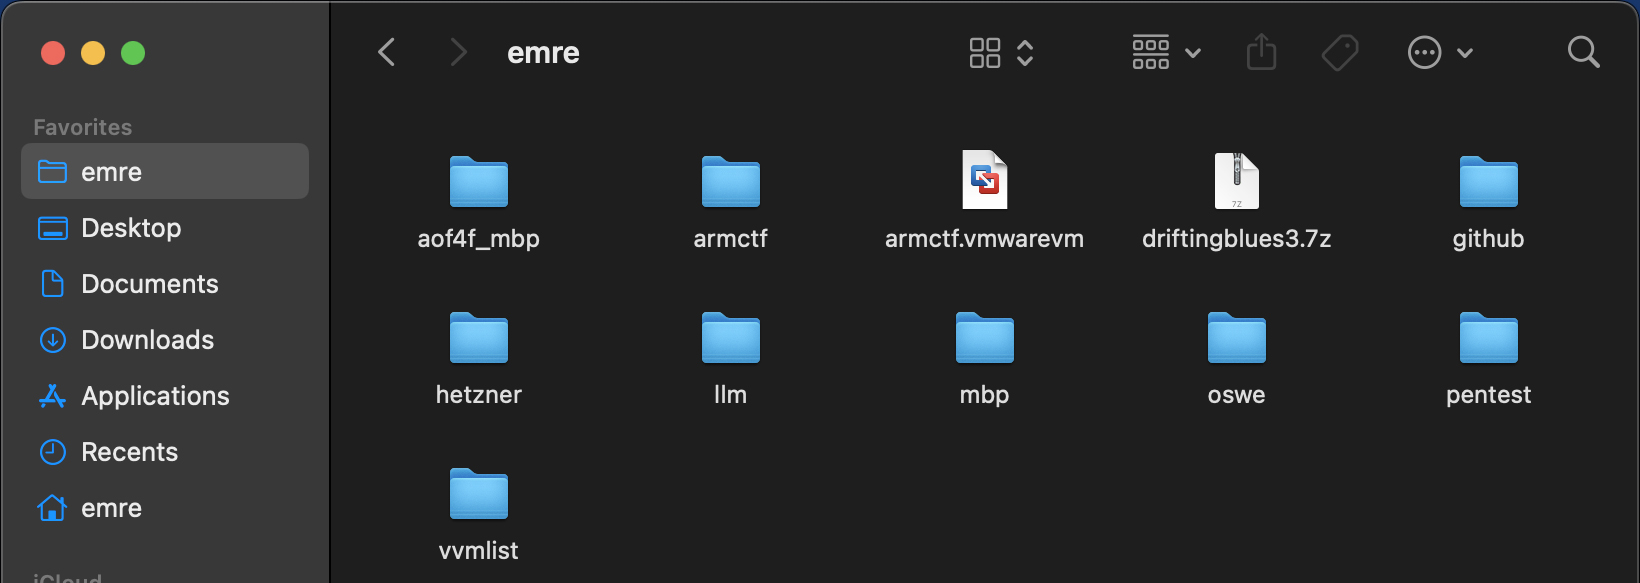 emre
Favorites
emre
Desktop
Documents
Downloads
Applications
Recents
emre
iCloud
aof4f_mbp
armctf
armctf.vmwarevm
7Z
driftingblues3.7z
github
hetzner
llm
mbp
oswe
pentest
vvmlist